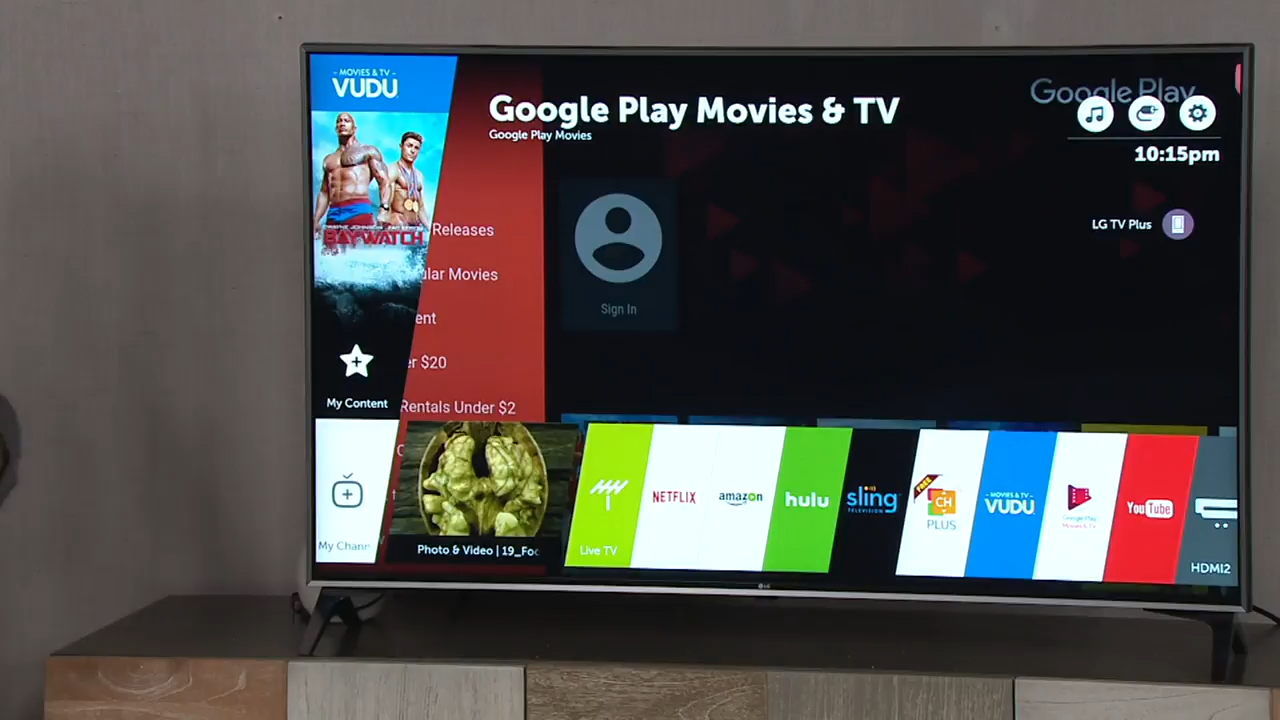 - MOVIES & TV -
VUDU
Google Play Movies & TV
Google Play Movies
Google Play
10:15pm
LG TV Plus
BAYWATCH
Releases
ular Movies
ent
er $20
Rentals Under $2
Sign In
My Content
My Chann
Photo & Video | 19_Foo
Live TV
NETFLIX
amazon
hulu
sling
TELEVISION
FREE
CH
PLUS
- MOVIES & TV -
VUDU
Google Play
Movies & TV
YouTube
HDMI2
LG